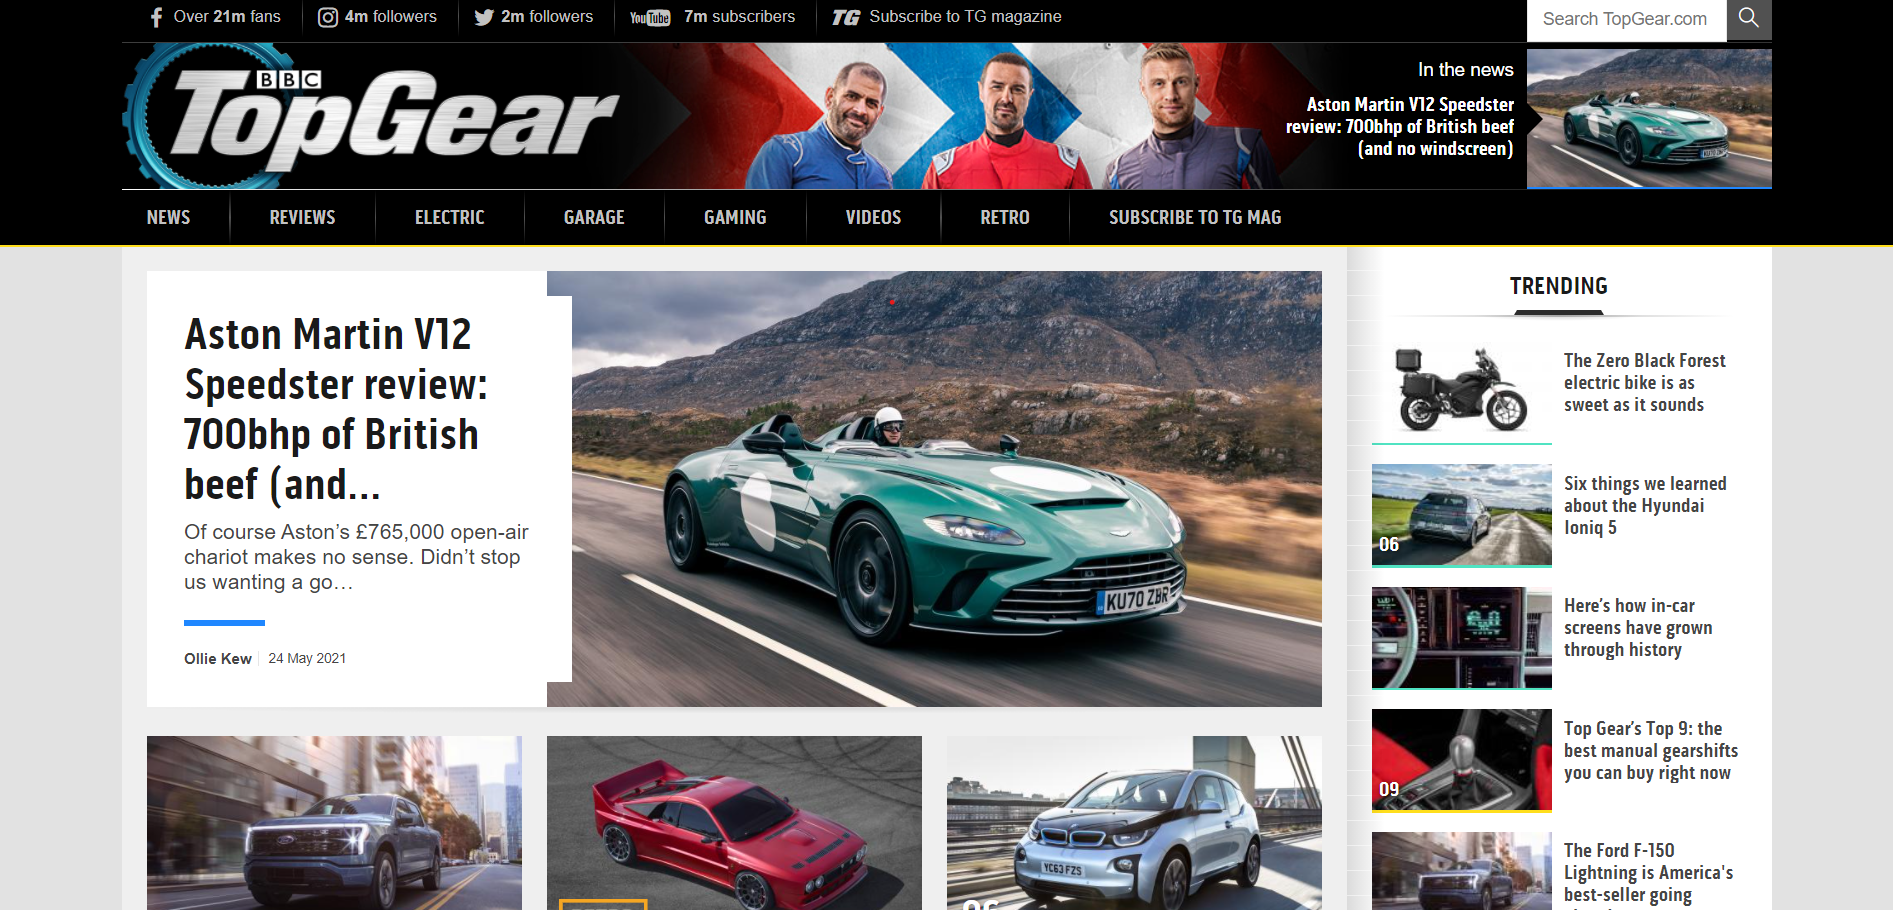 Over 21m fans
4m followers
2m followers
YouTube 7m subscribers
TG Subscribe to TG magazine
Search TopGear.com
BBC
TopGear
In the news
Aston Martin V12 Speedster
review: 700bhp of British beef
(and no windscreen)
NEWS
REVIEWS
ELECTRIC
GARAGE
GAMING
VIDEOS
RETRO
SUBSCRIBE TO TG MAG
Aston Martin V12
Speedster review:
700bhp of British
beef (and...
Of course Aston’s £765,000 open-air
chariot makes no sense. Didn’t stop
us wanting a go…
Ollie Kew
24 May 2021
KU70 ZBR
YC63 FZS
TRENDING
The Zero Black Forest
electric bike is as
sweet as it sounds
06
Six things we learned
about the Hyundai
Ioniq 5
Here’s how in-car
screens have grown
through history
09
Top Gear’s Top 9: the
best manual gearshifts
you can buy right now
The Ford F-150
Lightning is America's
best-seller going